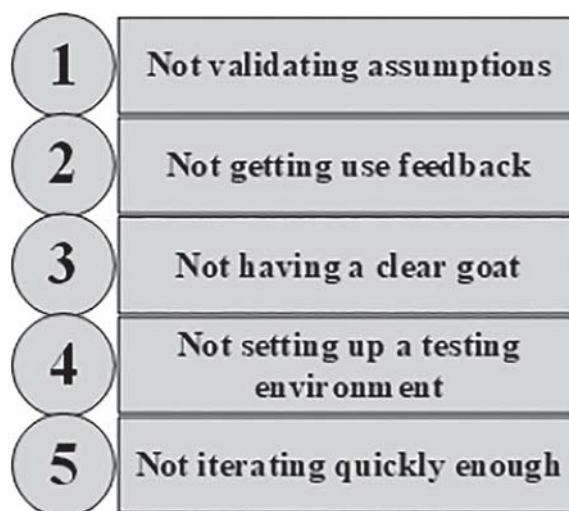 1 Not validating assumptions
2 Not getting use feedback
3 Not having a clear goat
4 Not setting up a testing
environment
5 Not iterating quickly enough